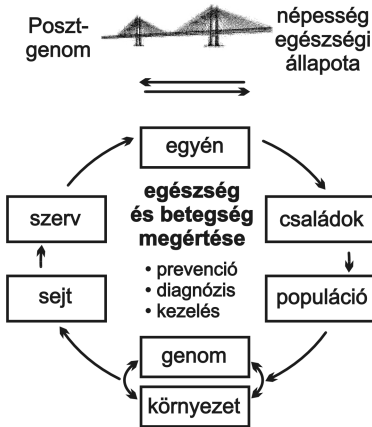 Poszt-
genom
népesség
egészségi
állapota
egyén
szerv
egészség
és betegség
megértése
családok
sejt
• prevenció
• diagnózis
• kezelés
populáció
genom
környezet